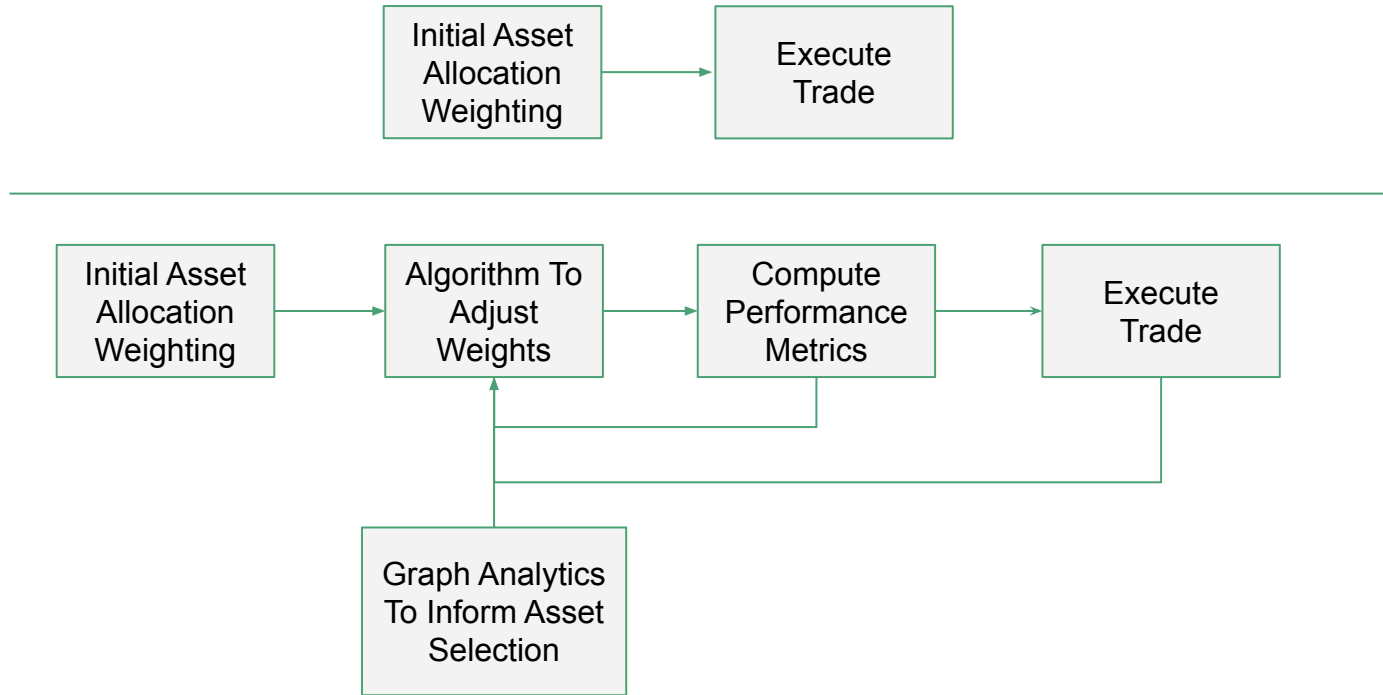 Initial Asset
Allocation
Weighting
Execute
Trade
Initial Asset
Allocation
Weighting
Algorithm To
Adjust
Weights
Compute
Performance
Metrics
Execute
Trade
Graph Analytics
To Inform Asset
Selection